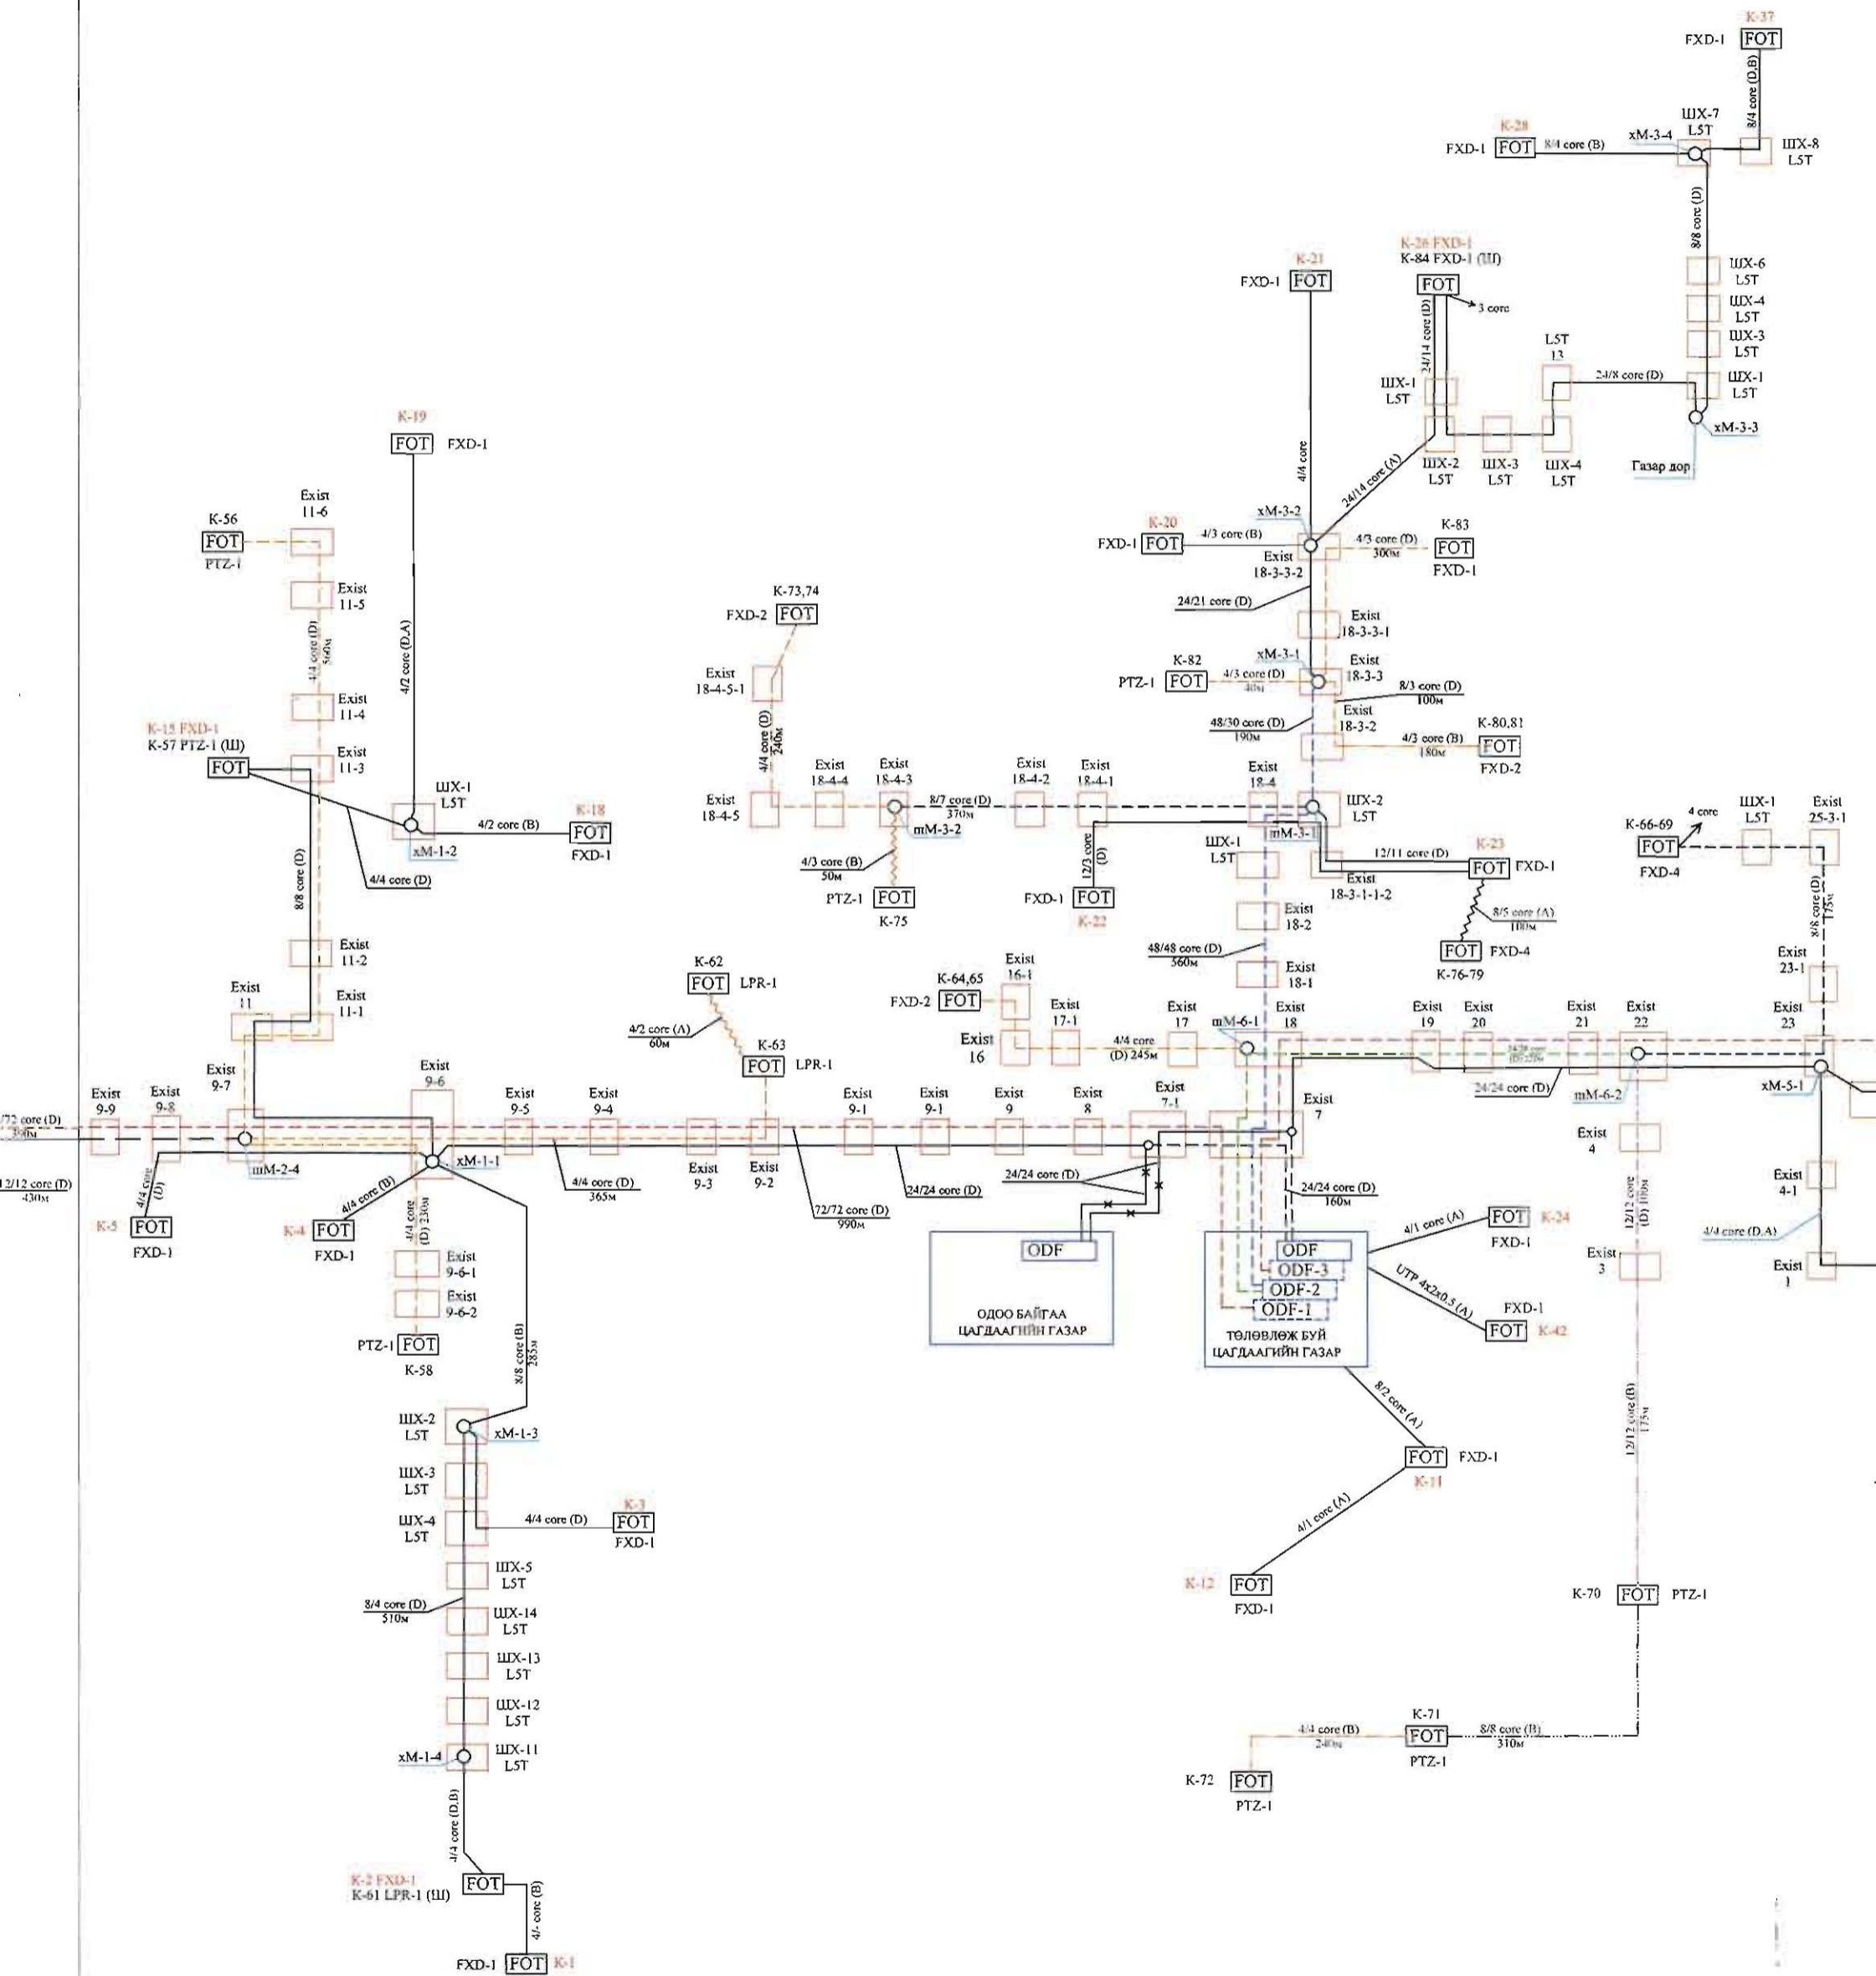 K-37
FXD-1 FOT
8/4 core (D,B)
ШХ-7
L5T
хМ-3-4
K-28
FXD-1 FOT
8/4 core (B)
ШХ-8
L5T
8/8 core (D)
ШХ-6
L5T
ШХ-4
L5T
ШХ-3
L5T
ШХ-1
L5T
хМ-3-3
Газар дор
K-26 FXD-1
K-84 FXD-1 (Ш)
FOT
3 core
24/14 core (D)
L5T
13
24/8 core (D)
ШХ-1
L5T
ШХ-2
L5T
ШХ-3
L5T
ШХ-4
L5T
K-21
FXD-1 FOT
4/4 core
24/14 core (A)
хМ-3-2
K-20
FXD-1 FOT
4/3 core (B)
Exist
18-3-3-2
4/3 core (D)
300м
K-83
FOT
FXD-1
24/21 core (D)
Exist
18-3-3-1
хМ-3-1
K-82
PTZ-1 FOT
4/3 core (D)
40м
Exist
18-3-3
8/3 core (D)
100м
48/30 core (D)
190м
Exist
18-3-2
4/3 core (B)
180м
K-80,81
FOT
FXD-2
K-19
FOT FXD-1
4/2 core (D,A)
Exist
11-6
K-56
FOT
PTZ-1
Exist
11-5
4/4 core (D)
560м
Exist
11-4
K-15 FXD-1
K-57 PTZ-1 (Ш)
FOT
Exist
11-3
ШХ-1
L5T
4/2 core (B)
K-18
FOT
FXD-1
хМ-1-2
4/4 core (D)
8/8 core (D)
Exist
11-2
Exist
11
Exist
11-1
K-73,74
FXD-2 FOT
Exist
18-4-5-1
4/4 core (D)
240м
Exist
18-4-5
Exist
18-4-4
Exist
18-4-3
8/7 core (D)
370м
Exist
18-4-2
Exist
18-4-1
18-4
ШХ-2
L5T
mM-3-2
mM-3-1
4/3 core (B)
50м
PTZ-1 FOT
K-75
12/3 core
(D)
FXD-1 FOT
K-22
ШХ-1
L5T
12/11 core (D)
K-23
FOT FXD-1
Exist
18-3-1-1-2
8/5 core (A)
100м
FOT FXD-4
K-76-79
Exist
18-2
48/48 core (D)
560м
Exist
18-1
K-66-69
FOT
FXD-4
4 core
ШХ-1
L5T
Exist
25-3-1
8/8 core (D)
175м
Exist
23-1
K-62
FOT LPR-1
4/2 core (A)
60м
K-63
FOT LPR-1
K-64,65
FXD-2 FOT
Exist
16-1
Exist
16
Exist
17-1
4/4 core
(D) 245м
Exist
17
mM-6-1
Exist
18
Exist
19
Exist
20
Exist
21
Exist
22
Exist
23
24/24 core (D)
mM-6-2
хМ-5-1
Exist
9-9
Exist
9-8
Exist
9-7
Exist
9-6
Exist
9-5
Exist
9-4
Exist
9-3
Exist
9-2
Exist
9-1
Exist
9-1
Exist
9
Exist
8
Exist
7-1
Exist
7
/72 core (D)
12/12 core (D)
430м
4/4 core
(D)
K-5 FOT
FXD-1
mM-2-4
хМ-1-1
4/4 core (B)
K-4 FOT
FXD-1
4/4 core
(D) 230м
4/4 core (D)
365м
72/72 core (D)
990м
24/24 core (D)
24/24 core (D)
24/24 core (D)
160м
Exist
9-6-1
Exist
9-6-2
PTZ-1 FOT
K-58
8/8 core (B)
285м
ODF
ОДОО БАЙГАА
ЦАГДААГИЙН ГАЗАР
ODF
ODF-3
ODF-2
ODF-1
ТӨЛӨВЛӨЖ БУЙ
ЦАГДААГИЙН ГАЗАР
4/1 core (A)
FOT K-24
FXD-1
UTP 4x2x0.5 (A)
FXD-1
FOT K-42
8/2 core (A)
FOT FXD-1
K-11
4/1 core (A)
K-12 FOT
FXD-1
Exist
4
12/12 core
(D) 100м
Exist
3
12/12 core (B)
175м
Exist
4-1
4/4 core (D,A)
Exist
1
K-70 FOT PTZ-1
K-71
FOT
PTZ-1
8/8 core (B)
310м
4/4 core (B)
240м
K-72 FOT
PTZ-1
ШХ-2
L5T
хМ-1-3
ШХ-3
L5T
ШХ-4
L5T
4/4 core (D)
K-3
FOT
FXD-1
ШХ-5
L5T
8/4 core (D)
510м
ШХ-14
L5T
ШХ-13
L5T
ШХ-12
L5T
ШХ-11
L5T
хМ-1-4
4/4 core (D,B)
K-2 FXD-1
K-61 LPR-1 (Ш)
FOT
4/- core (B)
FXD-1 FOT K-1